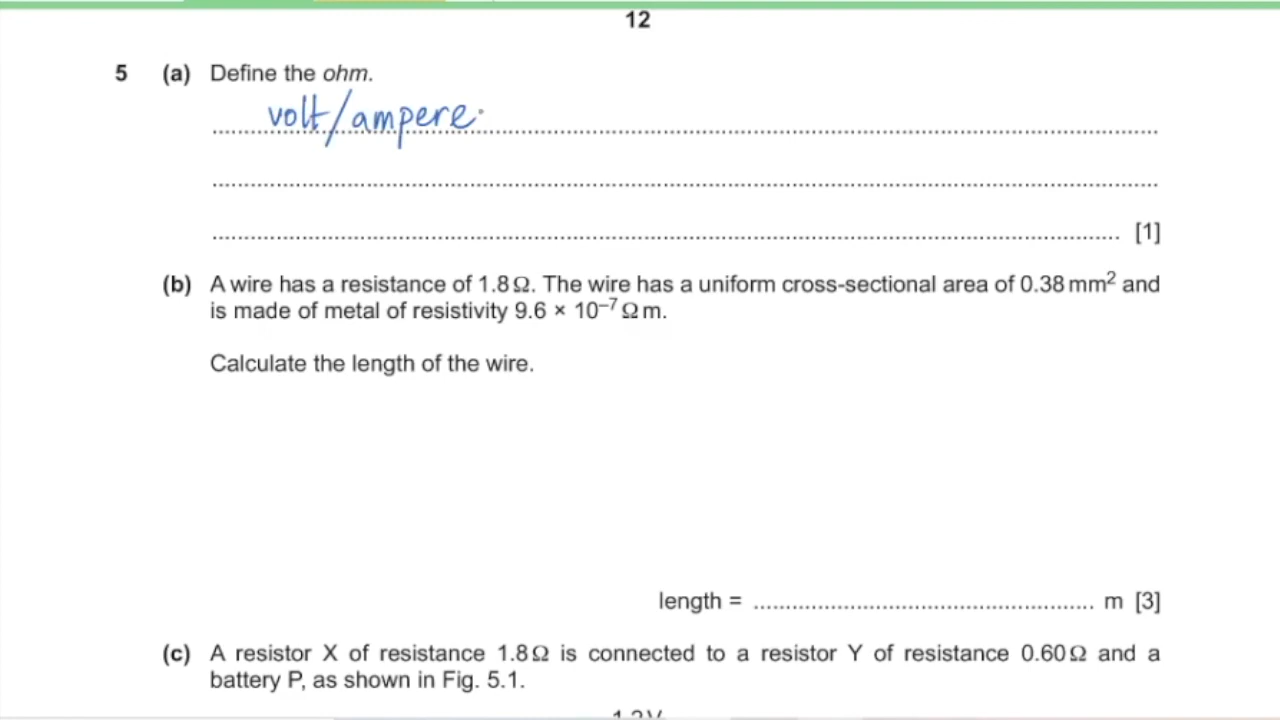 12
5 (a) Define the ohm.
volt/ampere.
[1]
(b) A wire has a resistance of 1.8 Ω. The wire has a uniform cross-sectional area of 0.38 mm² and
is made of metal of resistivity 9.6 × 10⁻⁷ Ω m.
Calculate the length of the wire.
length = .................................................... m [3]
(c) A resistor X of resistance 1.8 Ω is connected to a resistor Y of resistance 0.60 Ω and a
battery P, as shown in Fig. 5.1.